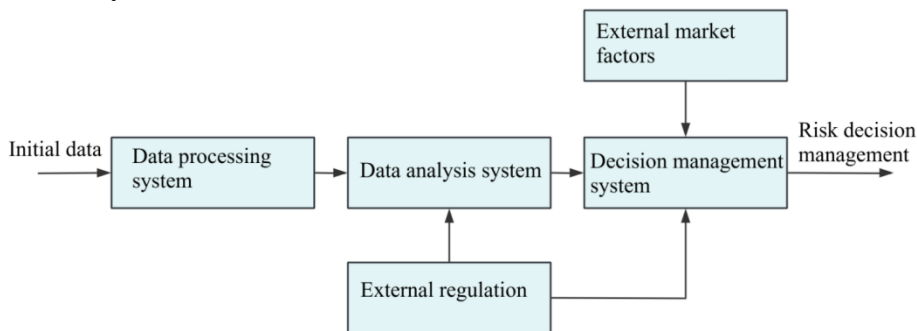 External market
factors
Initial data
Data processing
system
Data analysis system
Decision management
system
Risk decision
management
External regulation